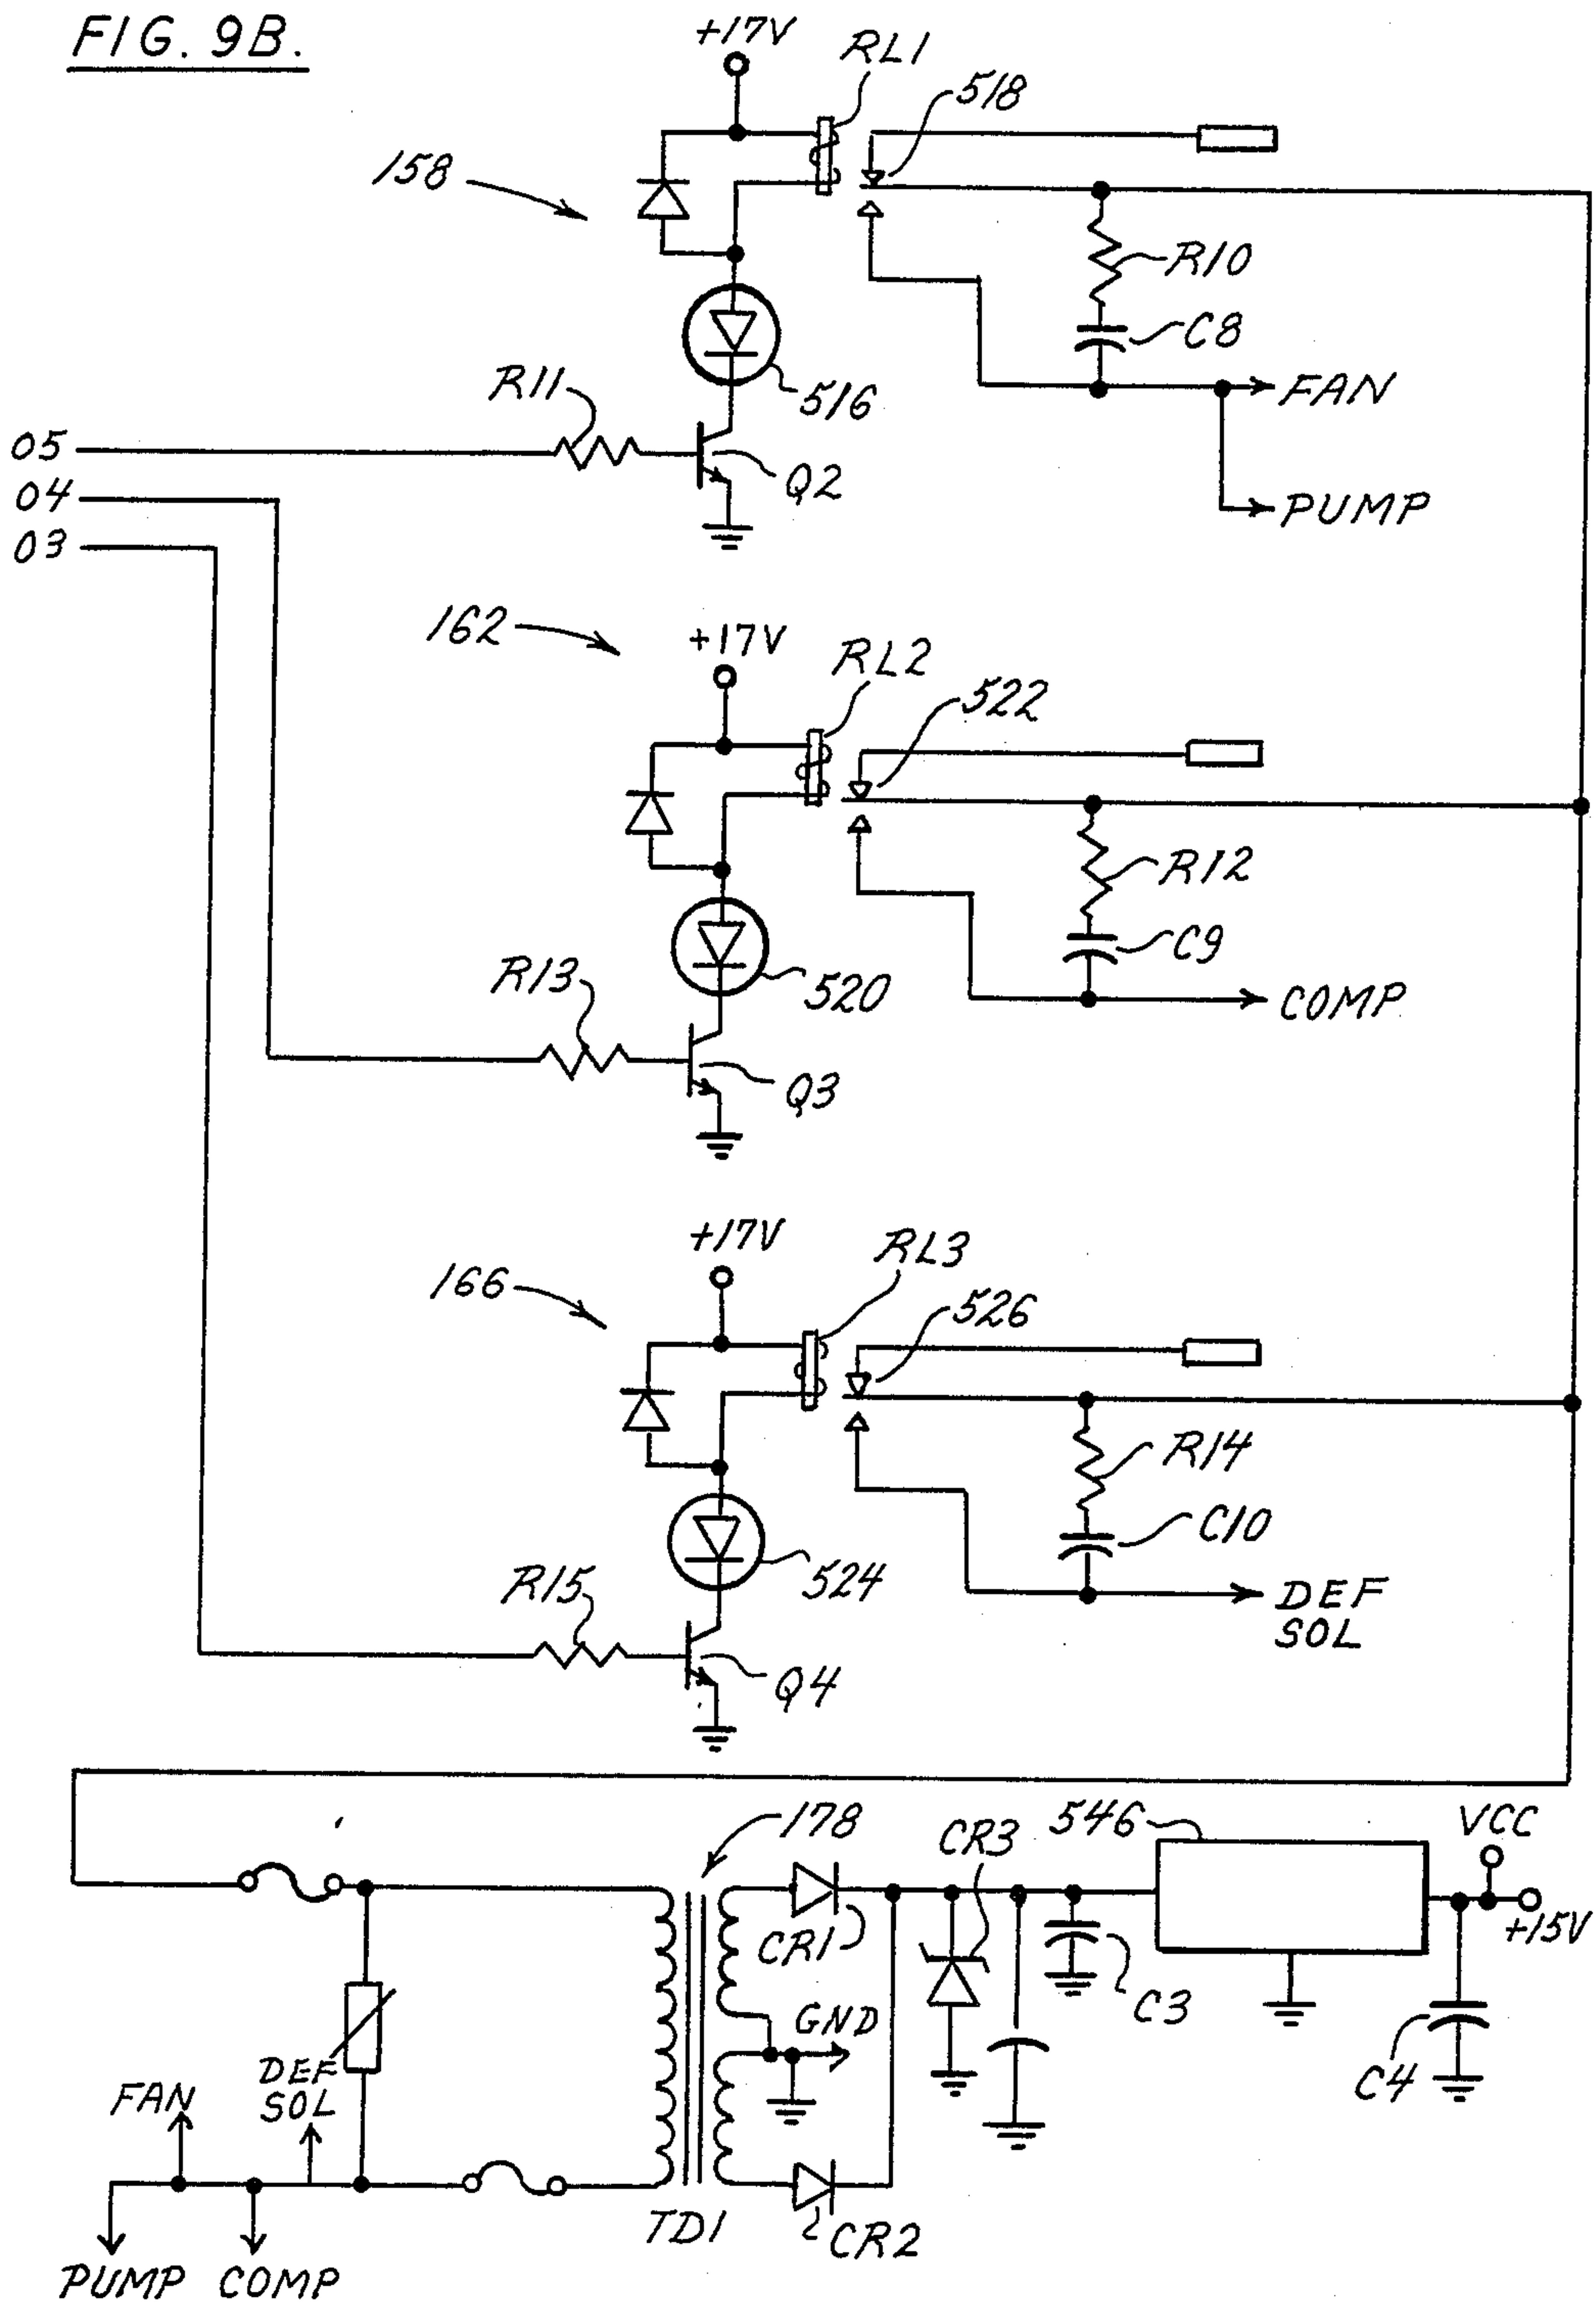 FIG. 9B.
+17V
RL1
518
158
R10
C8
R11
516
FAN
05
Q2
04
PUMP
03
162
+17V
RL2
522
R12
C9
R13
520
COMP
Q3
+17V
RL3
166
526
R14
C10
R15
524
DEF
SOL
Q4
178
CR3
546
VCC
CR1
+15V
C3
GND
DEF
SOL
C4
FAN
TD1
CR2
PUMP
COMP